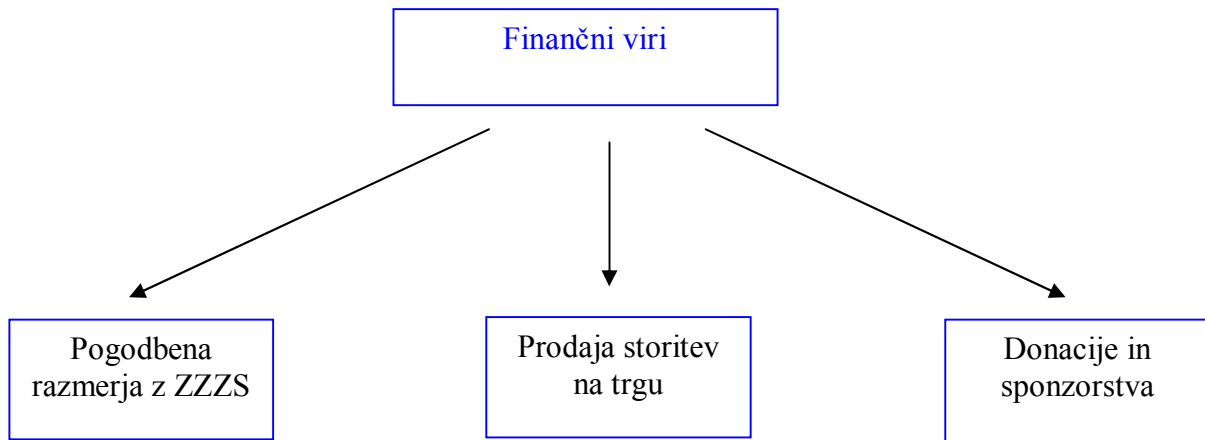 Finančni viri
Pogodbena
razmerja z ZZZS
Prodaja storitev
na trgu
Donacije in
sponzorstva